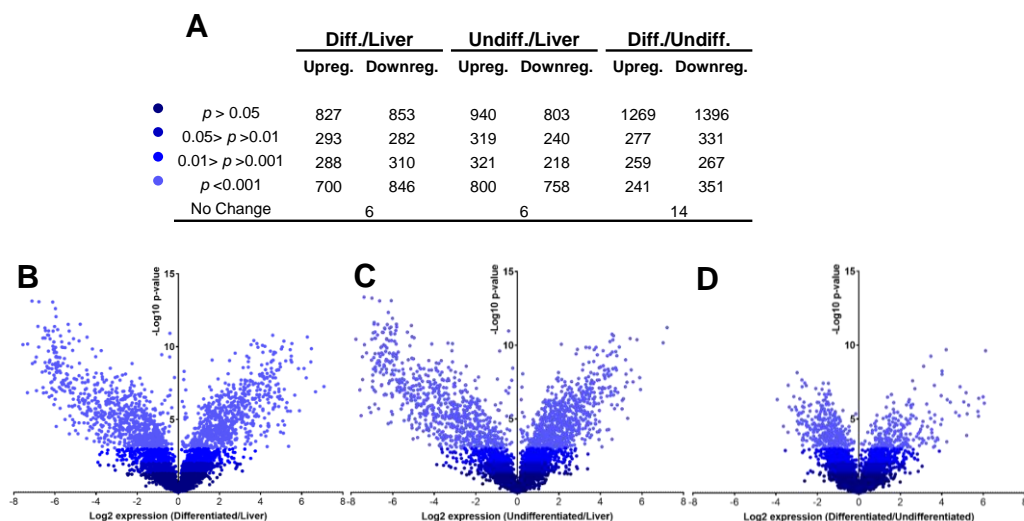 A
Diff./Liver Undiff./Liver Diff./Undiff.
Upreg. Downreg. Upreg. Downreg. Upreg. Downreg.
p > 0.05 827 853 940 803 1269 1396
0.05> p >0.01 293 282 319 240 277 331
0.01> p >0.001 288 310 321 218 259 267
p <0.001 700 846 800 758 241 351
No Change 6 6 14
B
-Log10 p-value
15
10
5
-8 -6 -4 -2 0 2 4 6 8
Log2 expression (Differentiated/Liver)
C
-Log10 p-value
15
10
5
-8 -6 -4 -2 0 2 4 6 8
Log2 expression (Undifferentiated/Liver)
D
-Log10 p-value
15
10
5
-8 -6 -4 -2 0 2 4 6 8
Log2 expression (Differentiated/Undifferentiated)